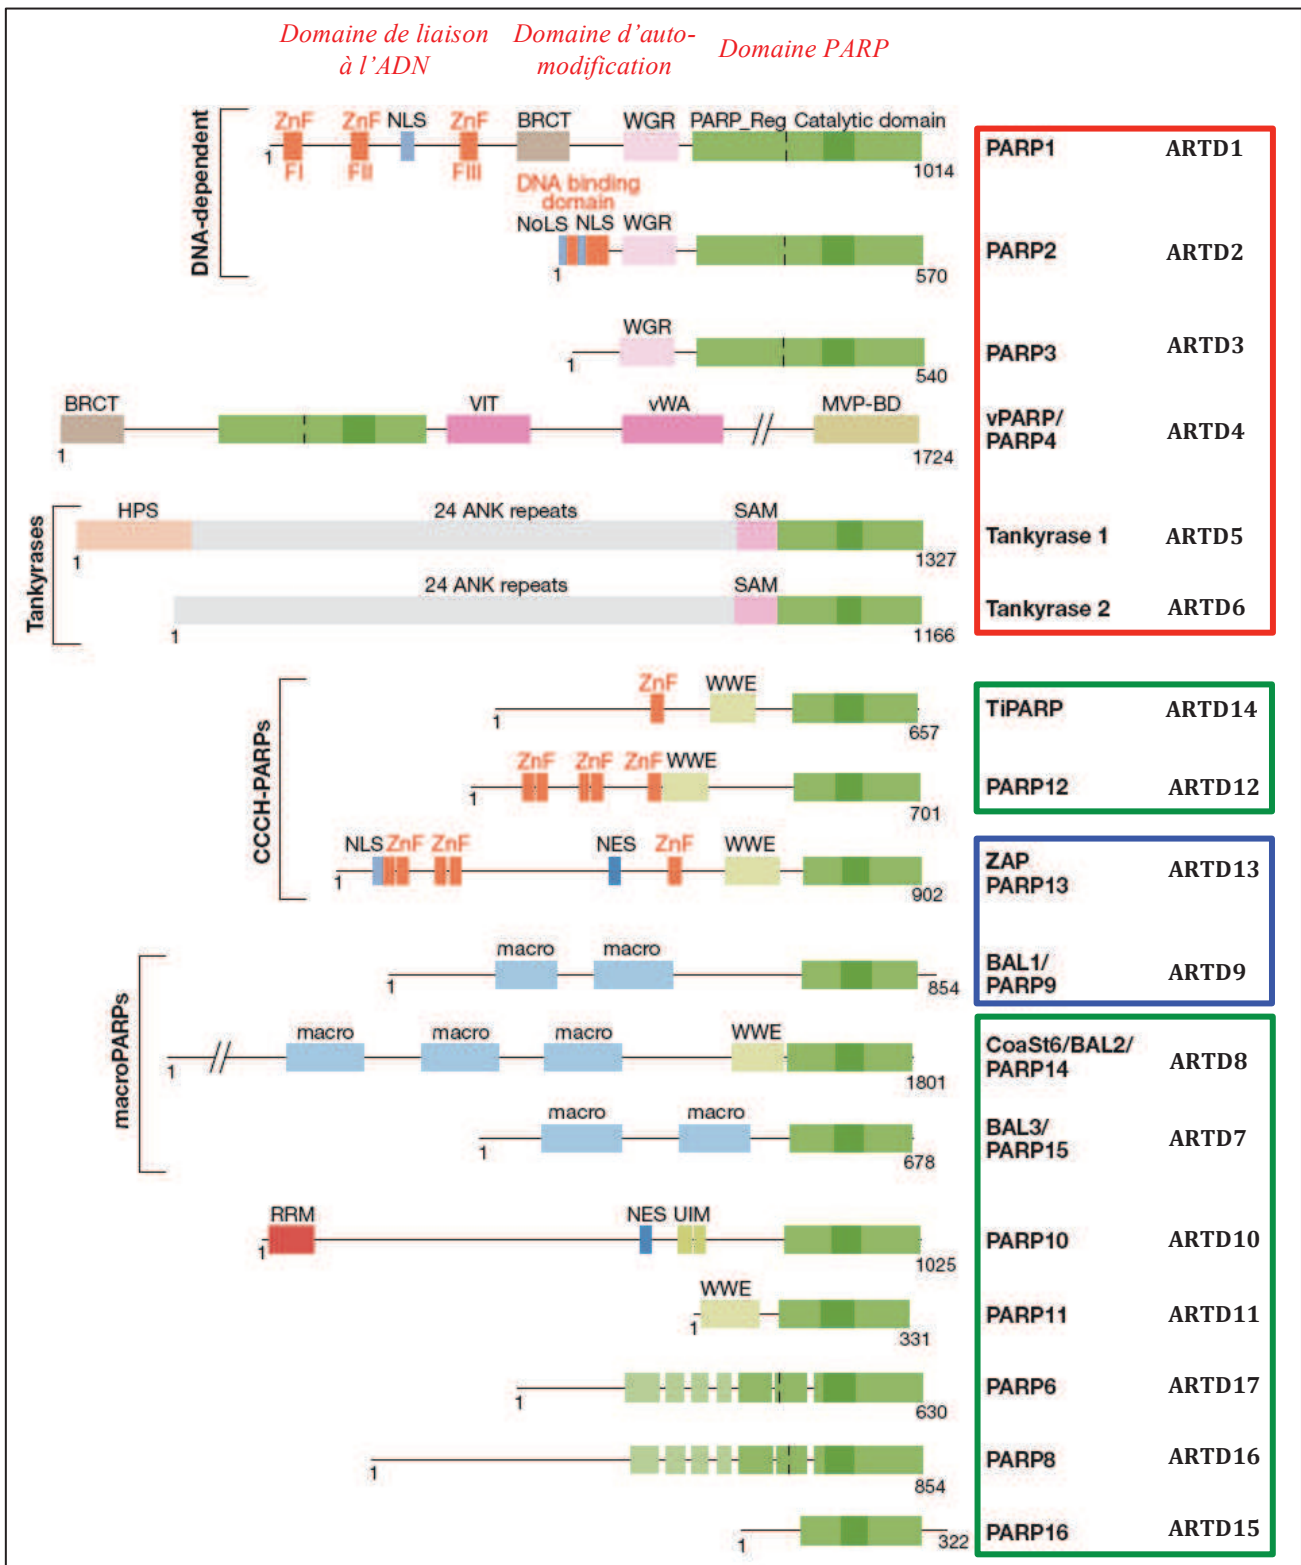 Domaine de liaison
à l'ADN
Domaine d'auto-
modification
Domaine PARP
DNA-dependent
ZnF ZnF NLS ZnF BRCT WGR PARP_Reg Catalytic domain
1 FI FII FIII 1014
PARP1 ARTD1
DNA binding
domain
NoLS NLS WGR
1 570
PARP2 ARTD2
WGR
1 540
PARP3 ARTD3
BRCT VIT vWA MVP-BD
1 1724
vPARP/
PARP4
ARTD4
Tankyrases
HPS 24 ANK repeats SAM
1 1327
Tankyrase 1 ARTD5
24 ANK repeats SAM
1 1166
Tankyrase 2 ARTD6
CCCH-PARPs
ZnF WWE
1 657
TiPARP ARTD14
ZnF ZnF ZnF WWE
1 701
PARP12 ARTD12
NLS ZnF ZnF NES ZnF WWE
1 902
ZAP
PARP13
ARTD13
macroPARPs
macro macro
1 854
BAL1/
PARP9
ARTD9
macro macro macro WWE
1 1801
CoaSt6/BAL2/
PARP14
ARTD8
macro macro
1 678
BAL3/
PARP15
ARTD7
RRM NES UIM
1 1025
PARP10 ARTD10
WWE
1 331
PARP11 ARTD11
1 630
PARP6 ARTD17
1 854
PARP8 ARTD16
1 322
PARP16 ARTD15